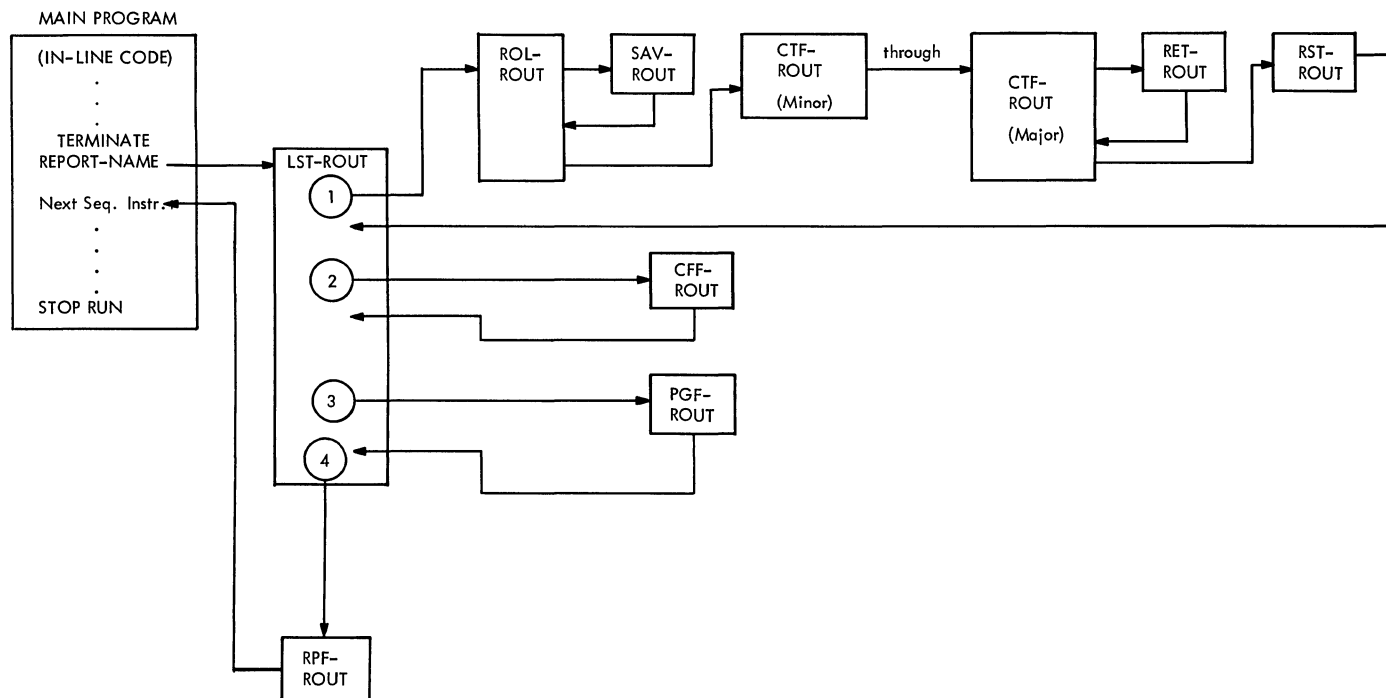 MAIN PROGRAM
(IN-LINE CODE)
.
.
.
TERMINATE
REPORT-NAME
Next Seq. Instr.
.
.
.
.
STOP RUN
LST-ROUT
1
2
3
4
ROL-
ROUT
SAV-
ROUT
CTF-
ROUT
(Minor)
through
CTF-
ROUT
(Major)
RET-
ROUT
RST-
ROUT
CFF-
ROUT
PGF-
ROUT
RPF-
ROUT